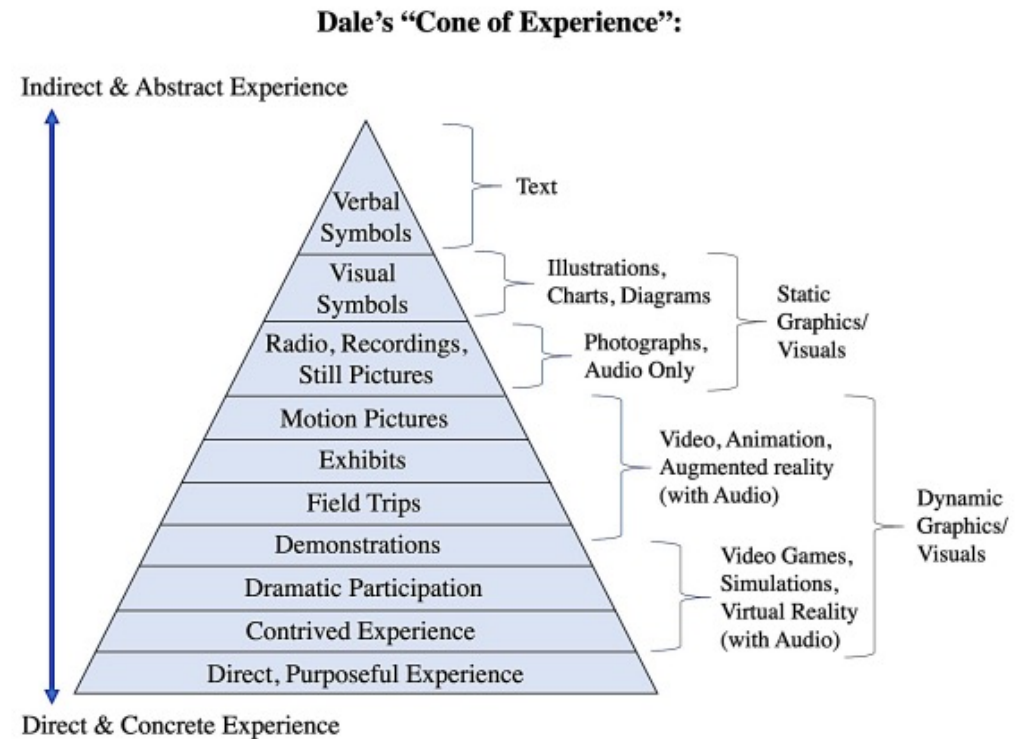 Dale’s “Cone of Experience”:
Indirect & Abstract Experience
Verbal
Symbols
Text
Visual
Symbols
Illustrations,
Charts, Diagrams
Static
Graphics/
Visuals
Radio, Recordings,
Still Pictures
Photographs,
Audio Only
Motion Pictures
Exhibits
Field Trips
Demonstrations
Video, Animation,
Augmented reality
(with Audio)
Dynamic
Graphics/
Visuals
Dramatic Participation
Contrived Experience
Video Games,
Simulations,
Virtual Reality
(with Audio)
Direct, Purposeful Experience
Direct & Concrete Experience